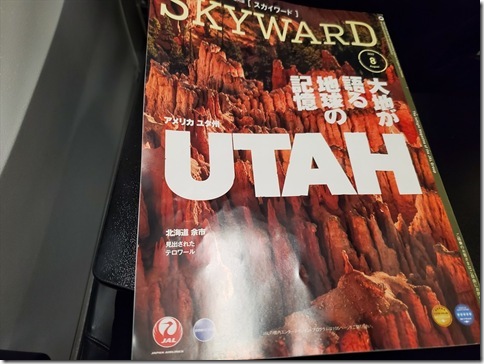 [スカイワード]
SKYWARD
8
大地が
語る
地球の
記憶
アメリカ ユタ州
UTAH
北海道 余市
見出された
テロワール
JAL